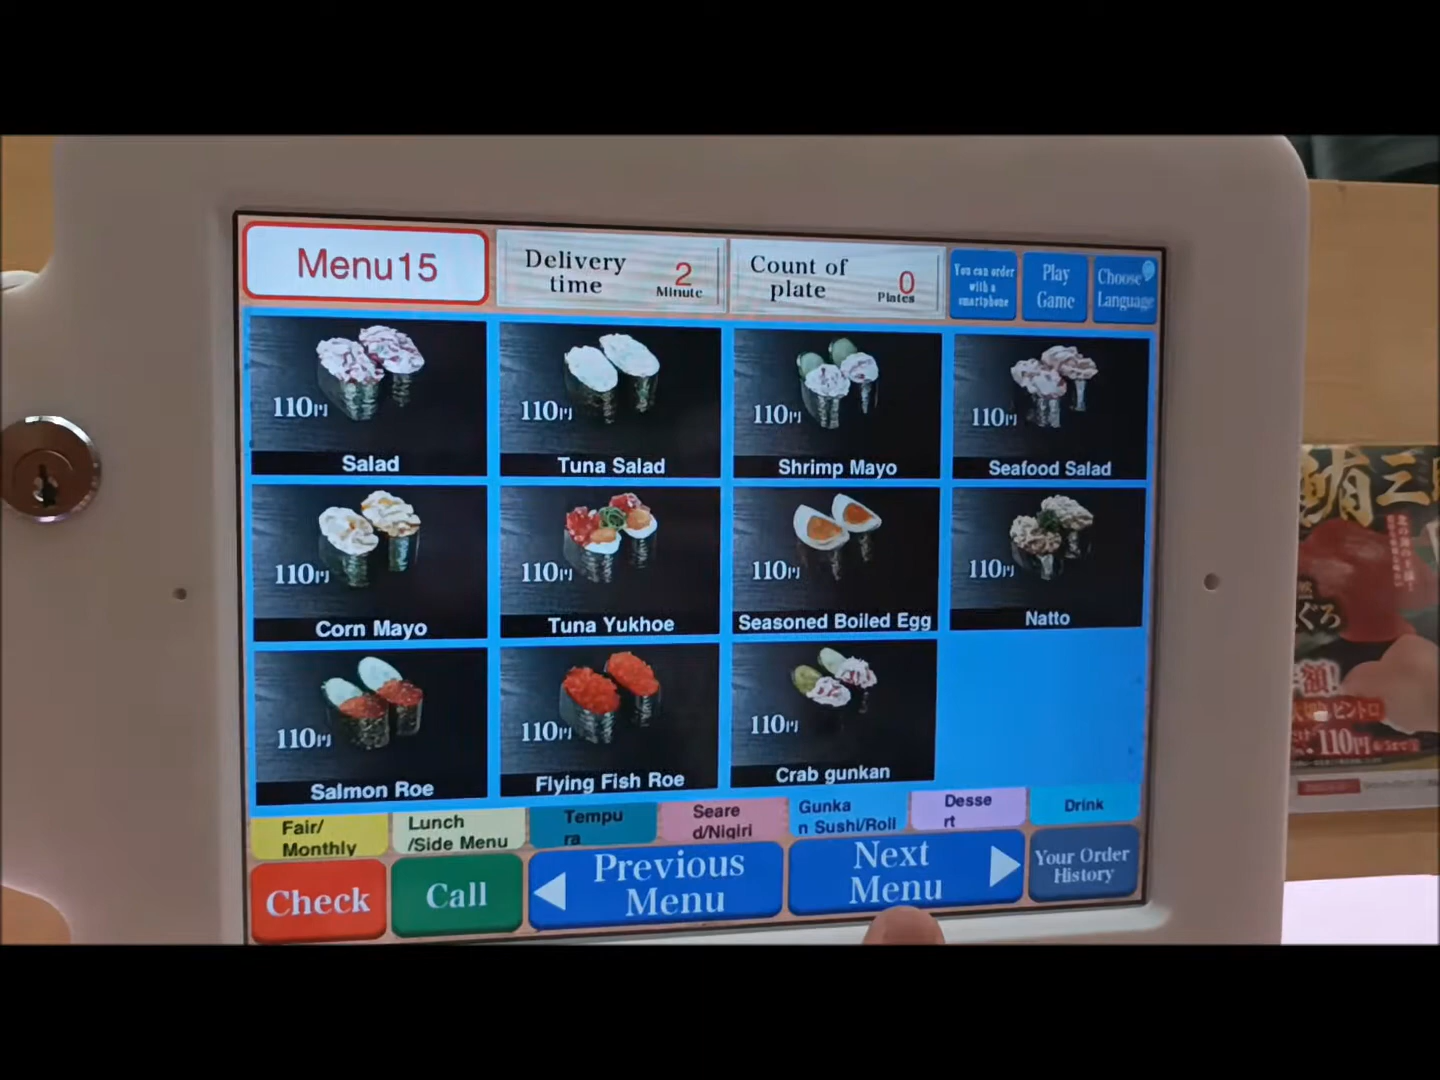 Menu15
Delivery
time
2
Minute
Count of
plate
0
Plates
You can order
with a
smartphone
Play
Game
Choose
Language
110円
Salad
110円
Tuna Salad
110円
Shrimp Mayo
110円
Seafood Salad
110円
Corn Mayo
110円
Tuna Yukhoe
110円
Seasoned Boiled Egg
110円
Natto
110円
Salmon Roe
110円
Flying Fish Roe
110円
Crab gunkan
Fair/
Monthly
Lunch
/Side Menu
Tempu
ra
Seare
d/Nigiri
Gunka
n Sushi/Roll
Desse
rt
Drink
Check
Call
Previous
Menu
Next
Menu
Your Order
History
鮪三
ぐろ
額!
110円